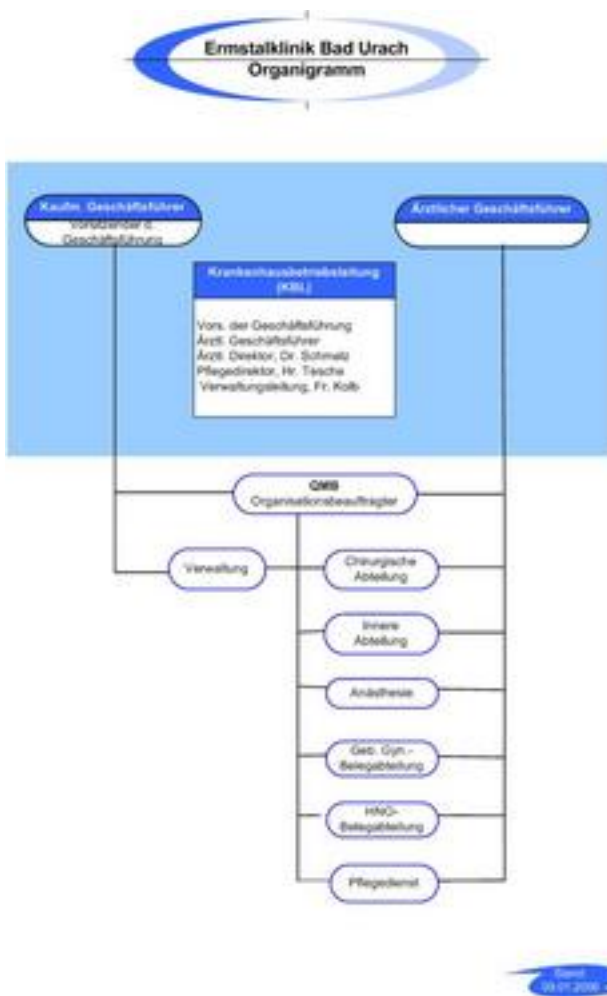 Ermstalklinik Bad Urach
Organigramm
Kaufm. Geschäftsführer
Vorsitzender d.
Geschäftsführung
Ärztlicher Geschäftsführer
Krankenhausbetriebsleitung
(KBL)
Vors. der Geschäftsführung
Ärztl. Geschäftsführer
Ärztl. Direktor, Dr. Schmelz
Pflegedirektor, Hr. Tesche
Verwaltungsleitung, Fr. Kolb
QMB
Organisationsbeauftragter
Verwaltung
Chirurgische
Abteilung
Innere
Abteilung
Anästhesie
Geb. Gyn.-
Belegabteilung
HNO-
Belegabteilung
Pflegedienst
Stand